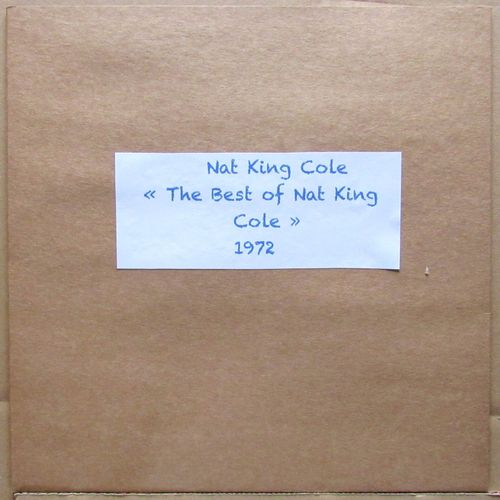 Nat King Cole
« The Best of Nat King
Cole »
1972